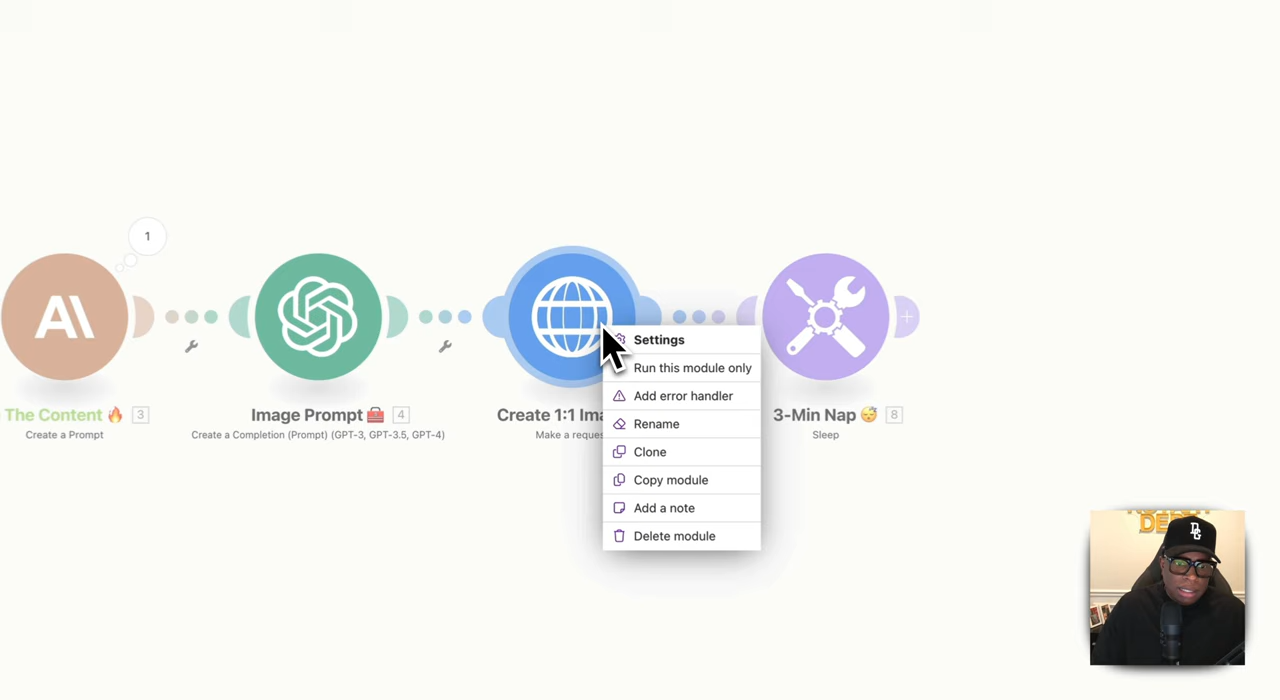 1
The Content 🔥 3
Create a Prompt
Image Prompt 🧰 4
Create a Completion (Prompt) (GPT-3, GPT-3.5, GPT-4)
Create 1:1
Make a
3-Min Nap 😴 8
Sleep
Settings
Run this module only
Add error handler
Rename
Clone
Copy module
Add a note
Delete module